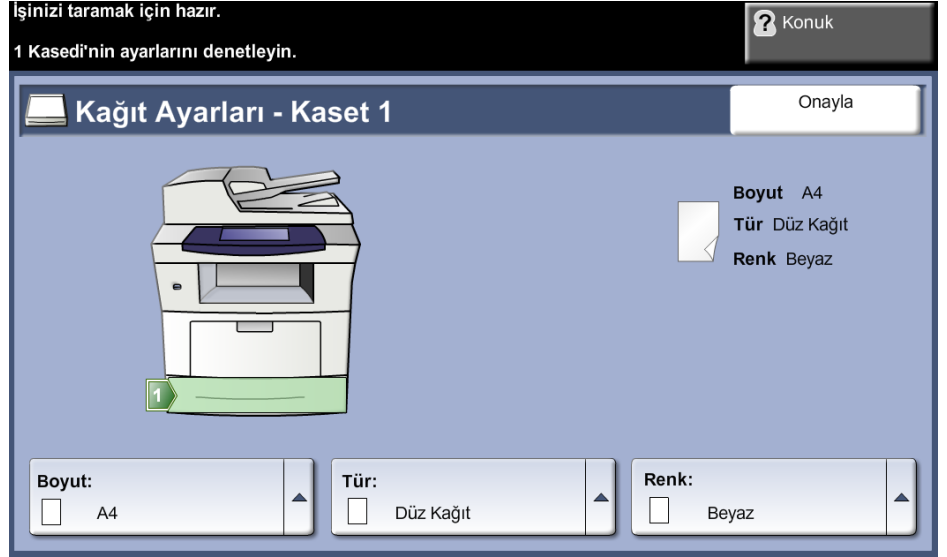 İşinizi taramak için hazır.
Konuk
1 Kasedi'nin ayarlarını denetleyin.
Kağıt Ayarları - Kaset 1
Onayla
Boyut A4
Tür Düz Kağıt
Renk Beyaz
1
Boyut:
A4
Tür:
Düz Kağıt
Renk:
Beyaz